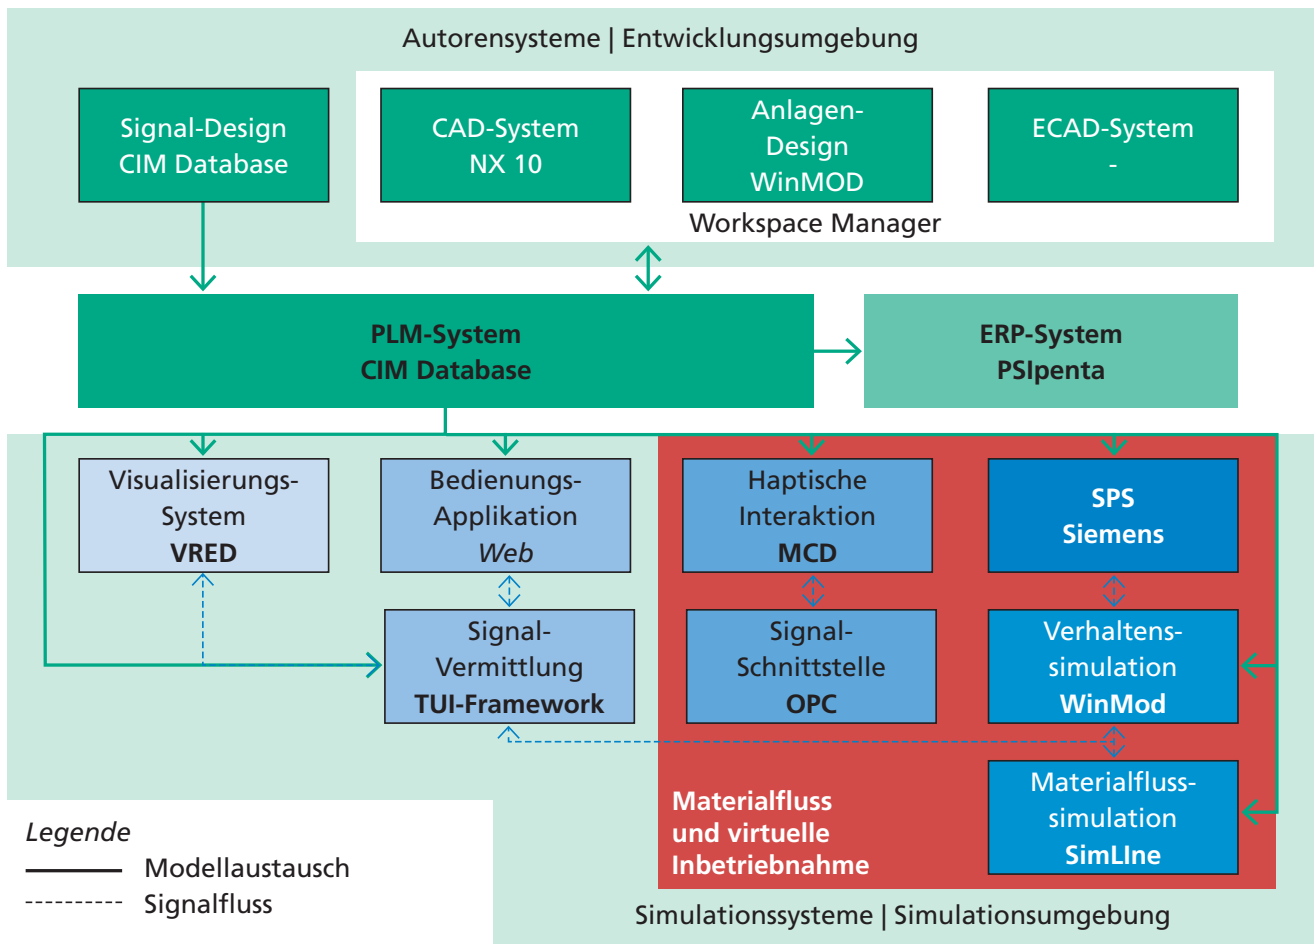 Autorensysteme | Entwicklungsumgebung
Signal-Design
CIM Database
CAD-System
NX 10
Anlagen-
Design
WinMOD
ECAD-System
-
Workspace Manager
PLM-System
CIM Database
ERP-System
PSIpenta
Visualisierungs-
System
VRED
Bedienungs-
Applikation
Web
Haptische
Interaktion
MCD
SPS
Siemens
Signal-
Vermittlung
TUI-Framework
Signal-
Schnittstelle
OPC
Verhaltens-
simulation
WinMod
Materialfluss
und virtuelle
Inbetriebnahme
Materialfluss-
simulation
SimLIne
Legende
Modellaustausch
Signalfluss
Simulationssysteme | Simulationsumgebung